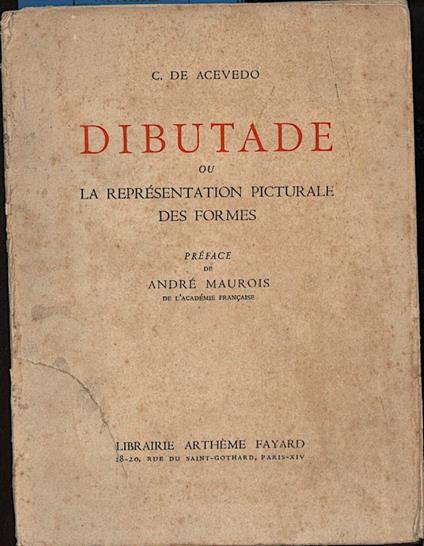 C. DE ACEVEDO
DIBUTADE
OU
LA REPRÉSENTATION PICTURALE
DES FORMES
PRÉFACE
DE
ANDRÉ MAUROIS
DE L'ACADÉMIE FRANÇAISE
LIBRAIRIE ARTHÈME FAYARD
18-20, RUE DU SAINT-GOTHARD, PARIS-XIV